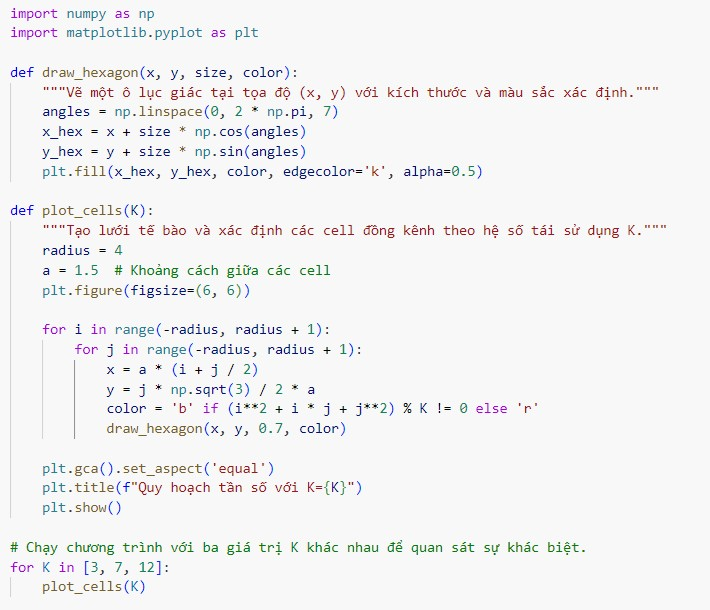 import numpy as np
import matplotlib.pyplot as plt
def draw_hexagon(x, y, size, color):
"""Vẽ một ô lục giác tại tọa độ (x, y) với kích thước và màu sắc xác định."""
angles = np.linspace(0, 2 * np.pi, 7)
x_hex = x + size * np.cos(angles)
y_hex = y + size * np.sin(angles)
plt.fill(x_hex, y_hex, color, edgecolor='k', alpha=0.5)
def plot_cells(K):
"""Tạo lưới tế bào và xác định các cell đồng kênh theo hệ số tái sử dụng K."""
radius = 4
a = 1.5  # Khoảng cách giữa các cell
plt.figure(figsize=(6, 6))
for i in range(-radius, radius + 1):
for j in range(-radius, radius + 1):
x = a * (i + j / 2)
y = j * np.sqrt(3) / 2 * a
color = 'b' if (i**2 + i * j + j**2) % K != 0 else 'r'
draw_hexagon(x, y, 0.7, color)
plt.gca().set_aspect('equal')
plt.title(f"Quy hoạch tần số với K={K}")
plt.show()
# Chạy chương trình với ba giá trị K khác nhau để quan sát sự khác biệt.
for K in [3, 7, 12]:
plot_cells(K)